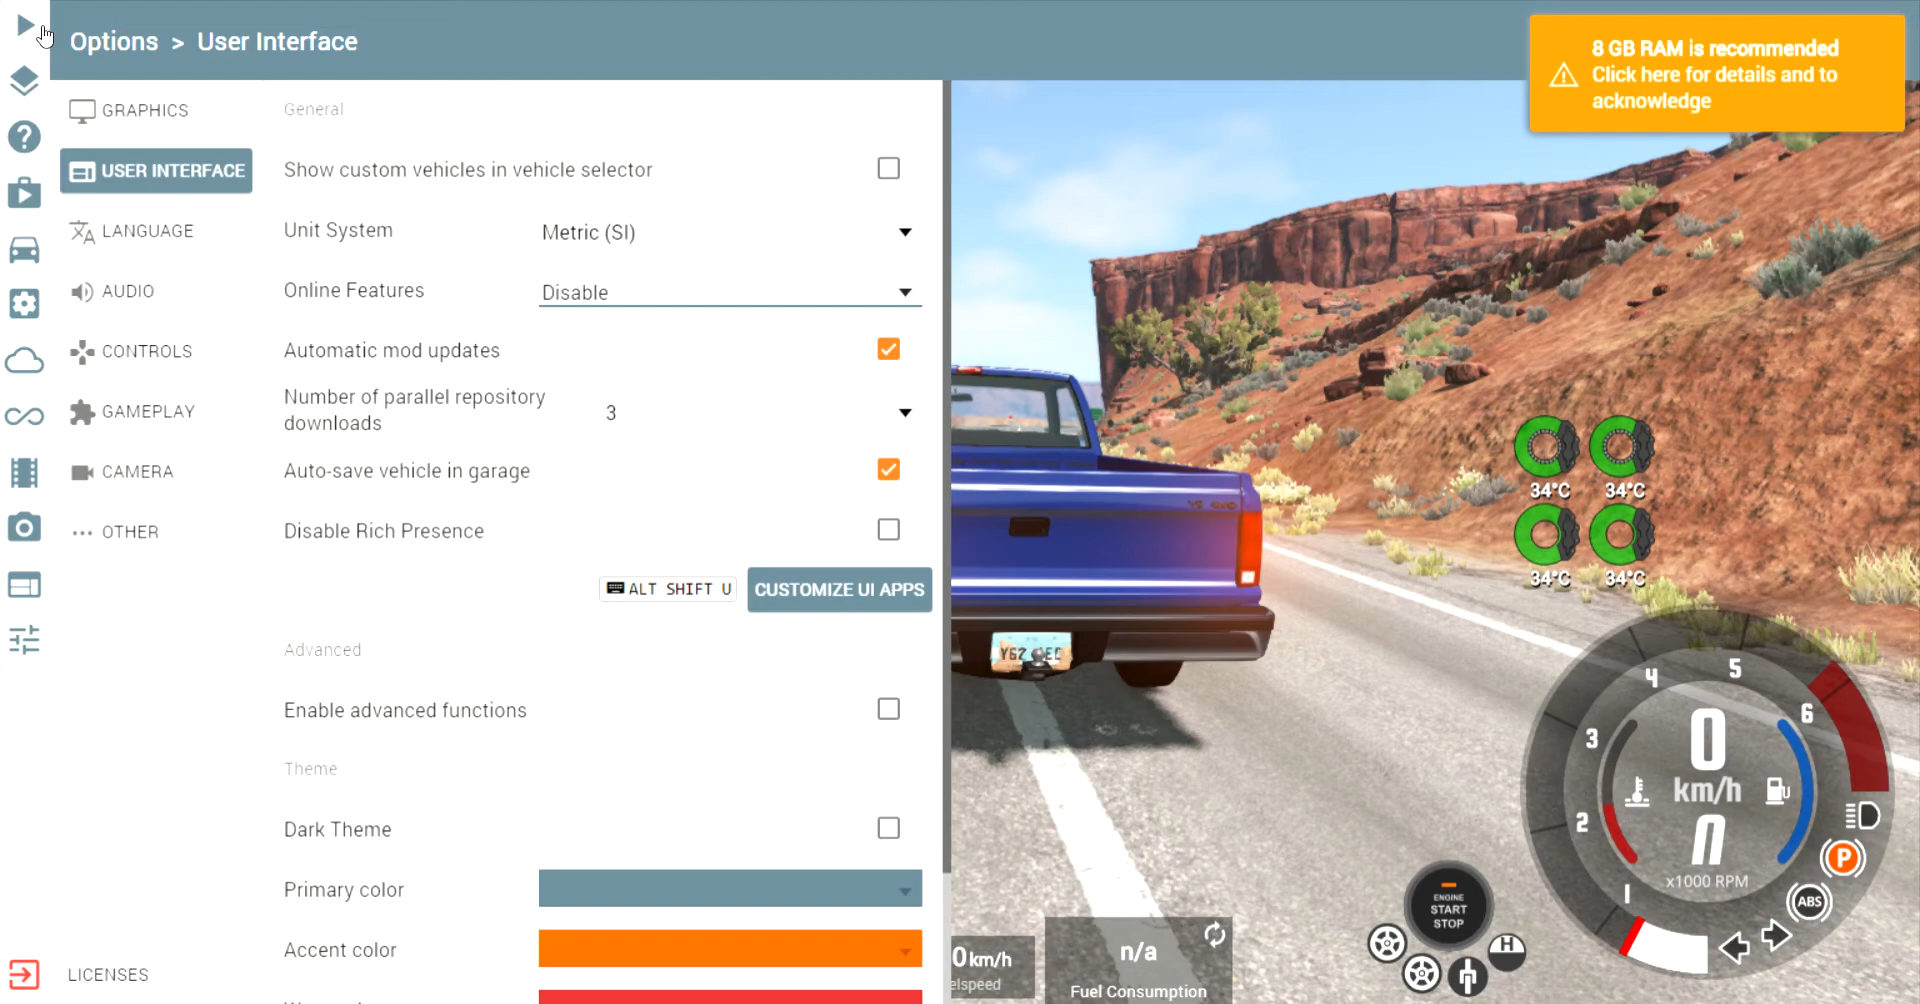 Options > User Interface
8 GB RAM is recommended
Click here for details and to
acknowledge
GRAPHICS
USER INTERFACE
LANGUAGE
AUDIO
CONTROLS
GAMEPLAY
CAMERA
OTHER
LICENSES
General
Show custom vehicles in vehicle selector
Unit System
Metric (SI)
Online Features
Disable
Automatic mod updates
Number of parallel repository
downloads
3
Auto-save vehicle in garage
Disable Rich Presence
ALT SHIFT U
CUSTOMIZE UI APPS
Advanced
Enable advanced functions
Theme
Dark Theme
Primary color
Accent color
34°C 34°C
34°C 34°C
1
2
3
4
5
6
0
km/h
n
x1000 RPM
P
ABS
ENGINE
START
STOP
H
0 km/h
elspeed
n/a
Fuel Consumption